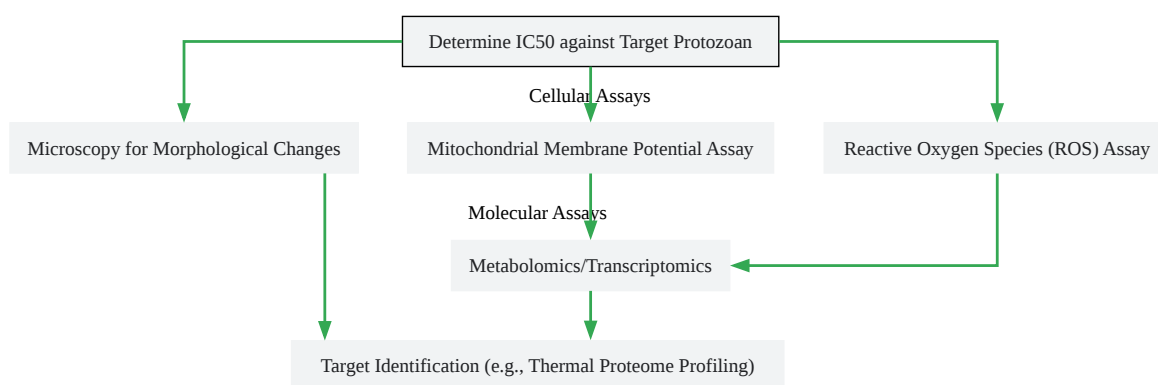 Determine IC50 against Target Protozoan
Cellular Assays
Microscopy for Morphological Changes
Mitochondrial Membrane Potential Assay
Reactive Oxygen Species (ROS) Assay
Molecular Assays
Metabolomics/Transcriptomics
Target Identification (e.g., Thermal Proteome Profiling)